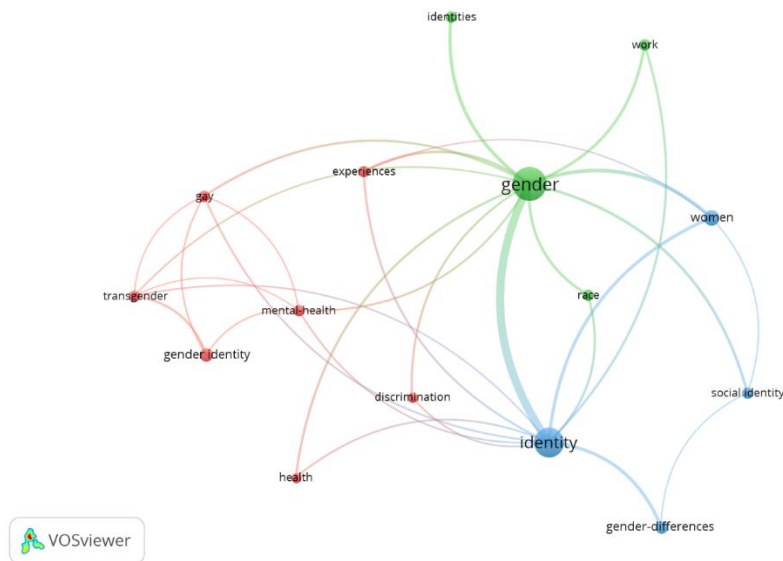 identities
work
experiences
gender
gay
women
transgender
race
mental-health
gender identity
social identity
discrimination
identity
health
gender-differences
VOSviewer